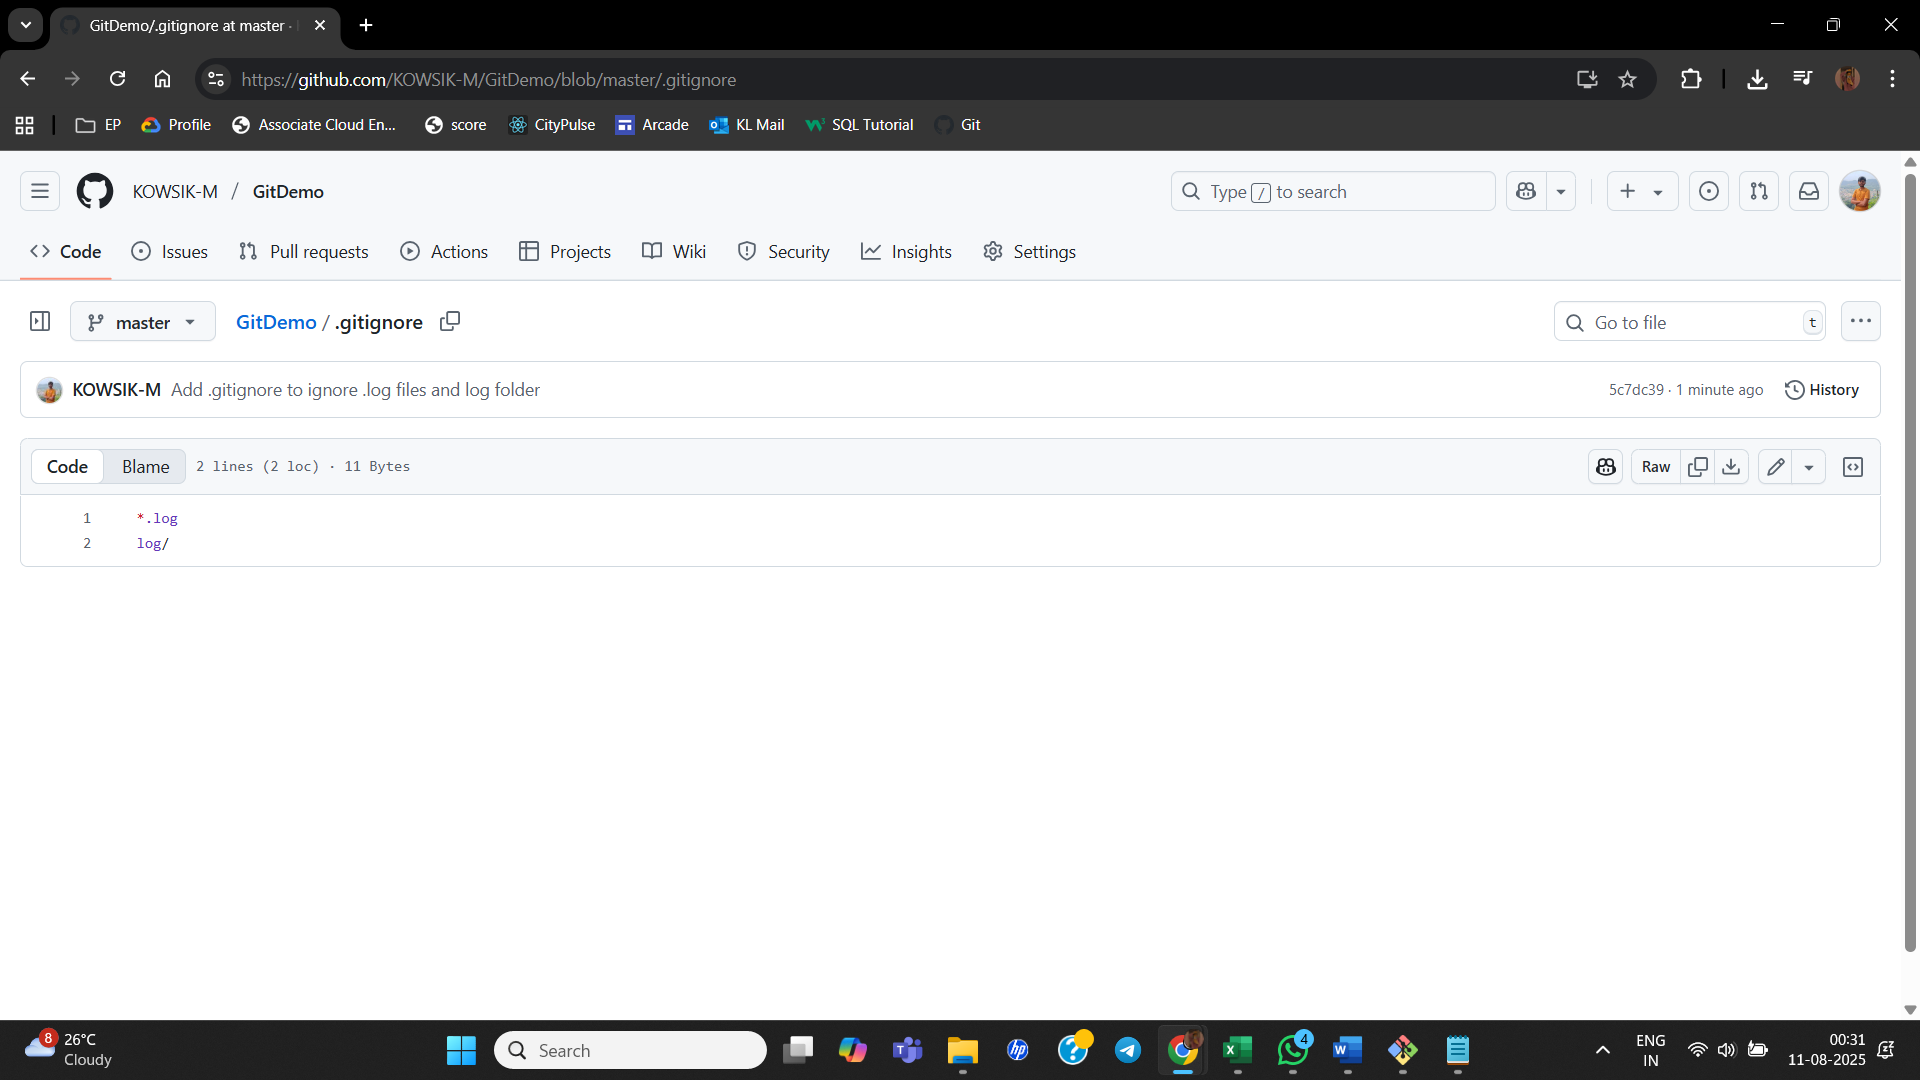 GitDemo/.gitignore at master ·
https://github.com/KOWSIK-M/GitDemo/blob/master/.gitignore
EP
Profile
Associate Cloud En...
score
CityPulse
Arcade
KL Mail
SQL Tutorial
Git
KOWSIK-M / GitDemo
Type / to search
Code
Issues
Pull requests
Actions
Projects
Wiki
Security
Insights
Settings
master
GitDemo / .gitignore
Go to file
t
KOWSIK-M Add .gitignore to ignore .log files and log folder
5c7dc39 · 1 minute ago
History
Code
Blame
2 lines (2 loc) · 11 Bytes
Raw
1 *.log
2 log/
8
26°C
Cloudy
Search
4
ENG
IN
00:31
11-08-2025